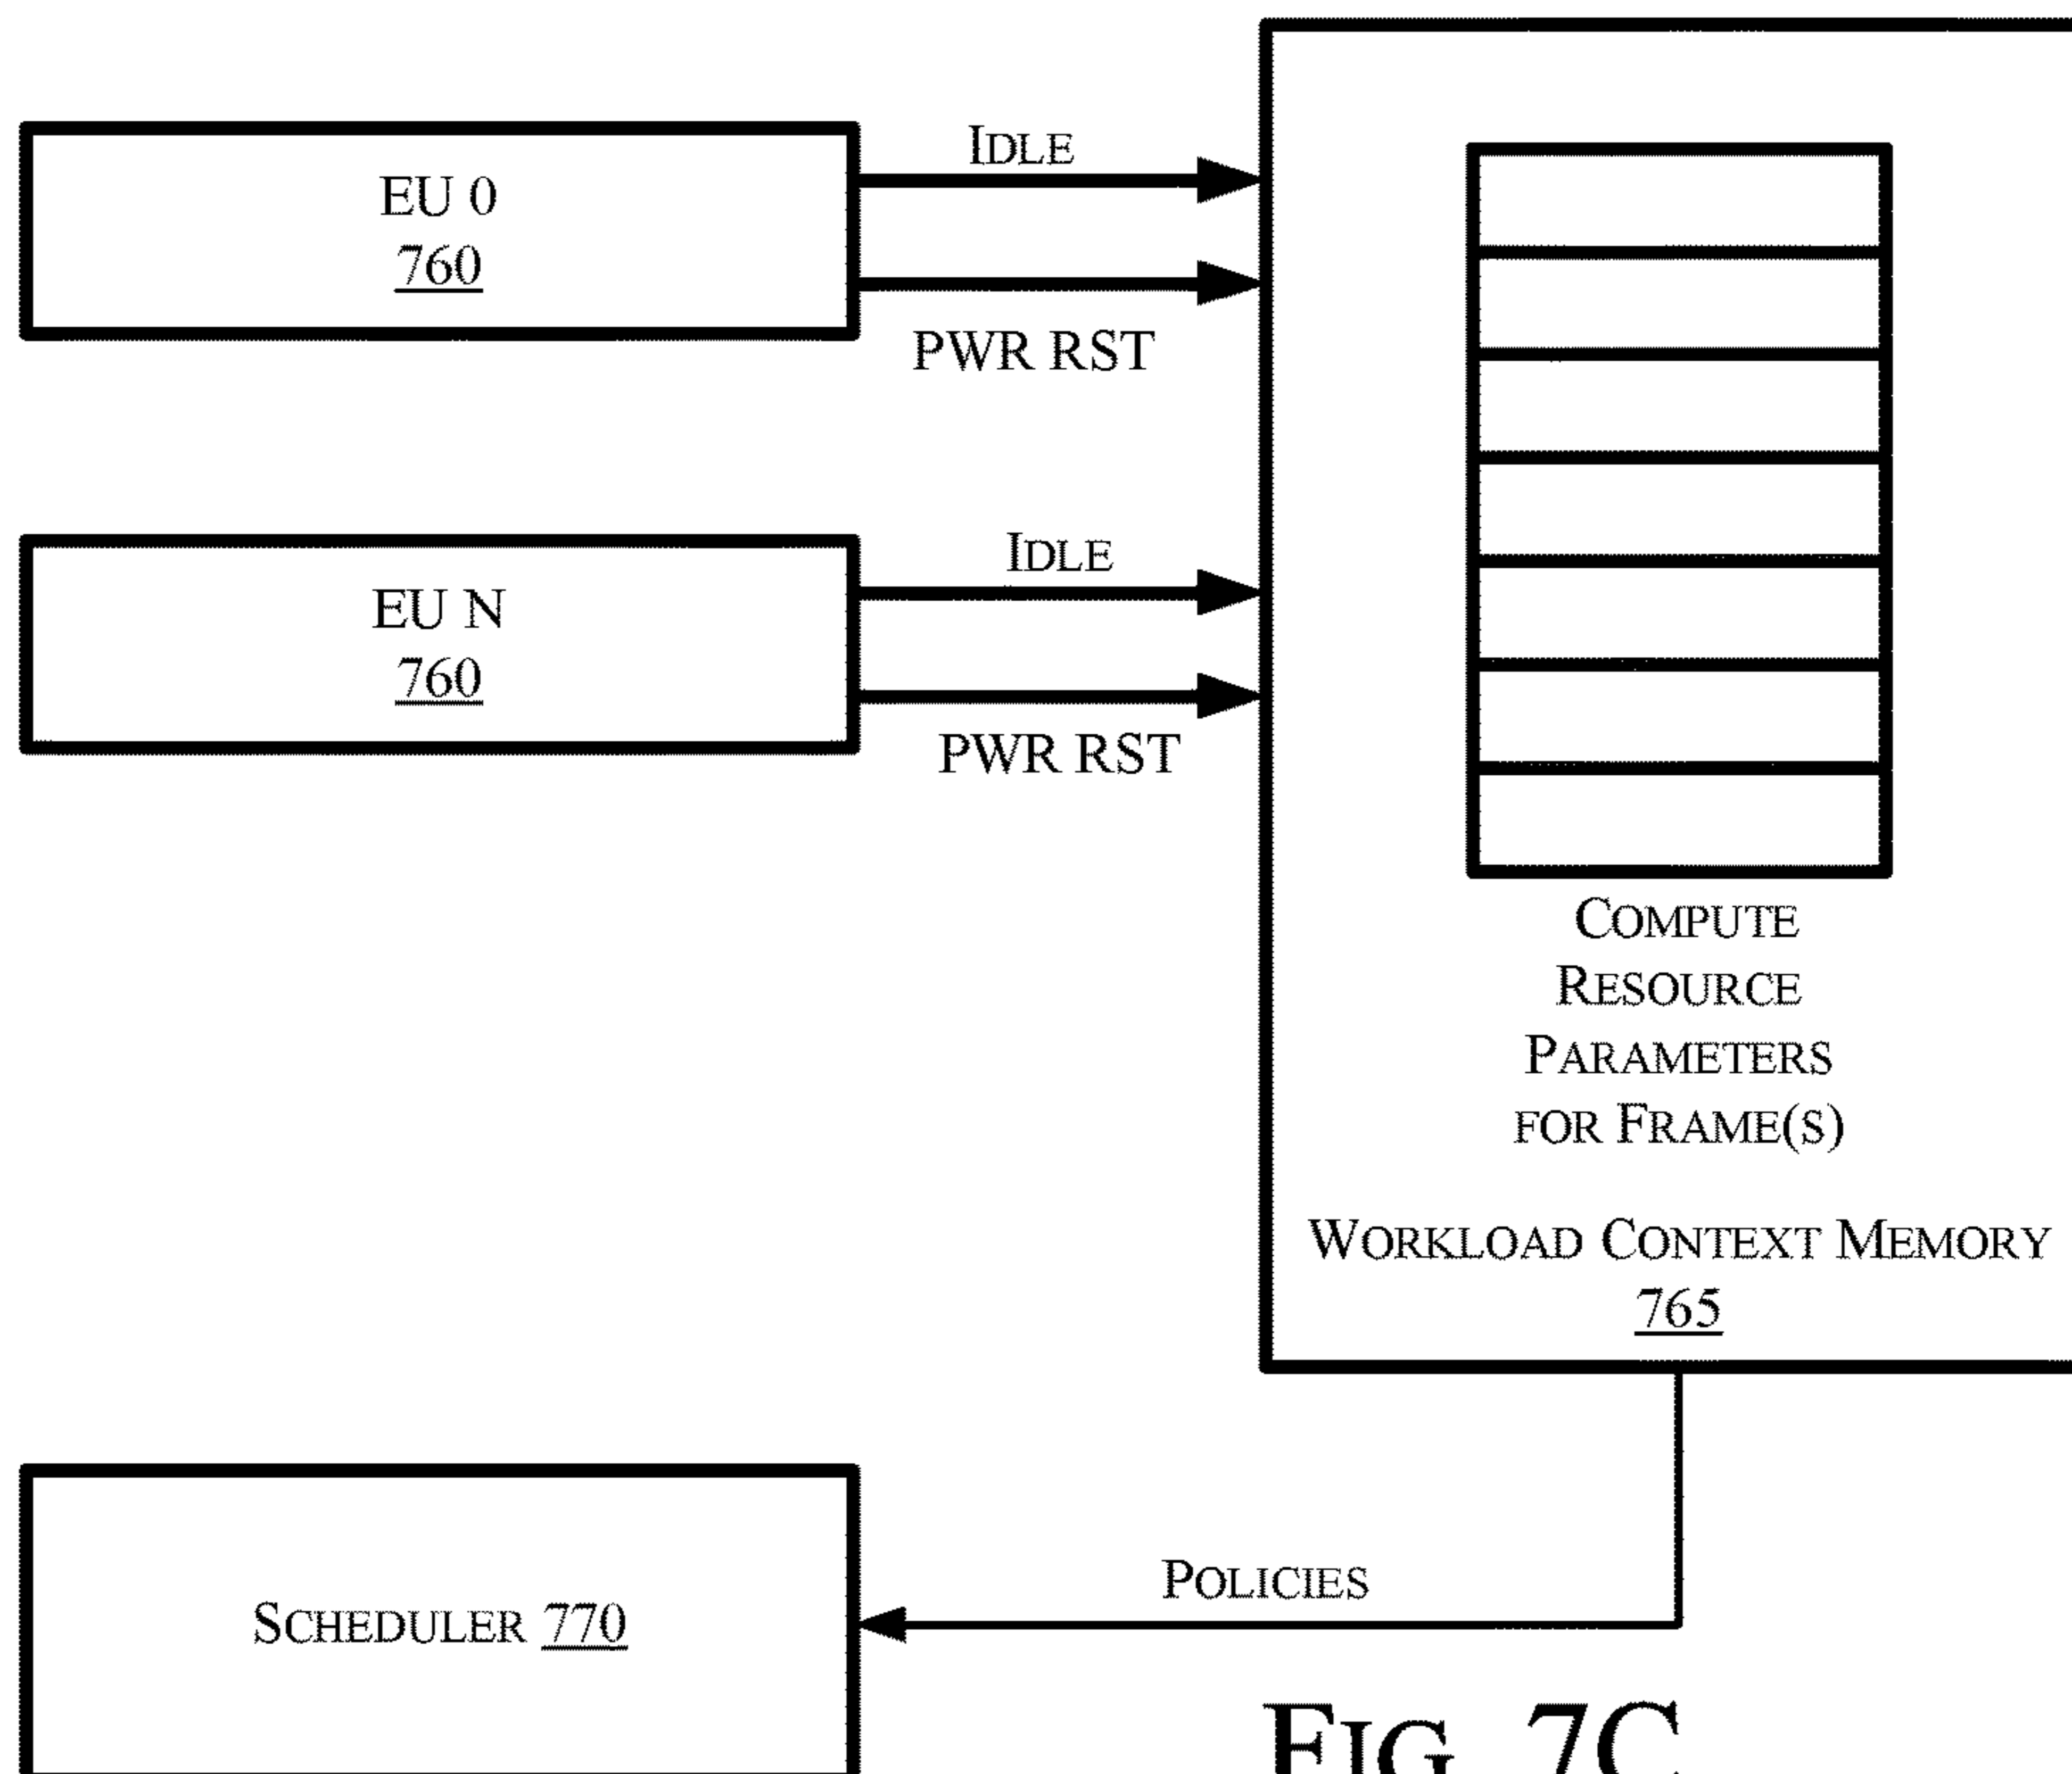 EU 0
760
IDLE
PWR RST
EU N
760
IDLE
PWR RST
COMPUTE
RESOURCE
PARAMETERS
FOR FRAME(S)
WORKLOAD CONTEXT MEMORY
765
POLICIES
SCHEDULER 770
FIG. 7C